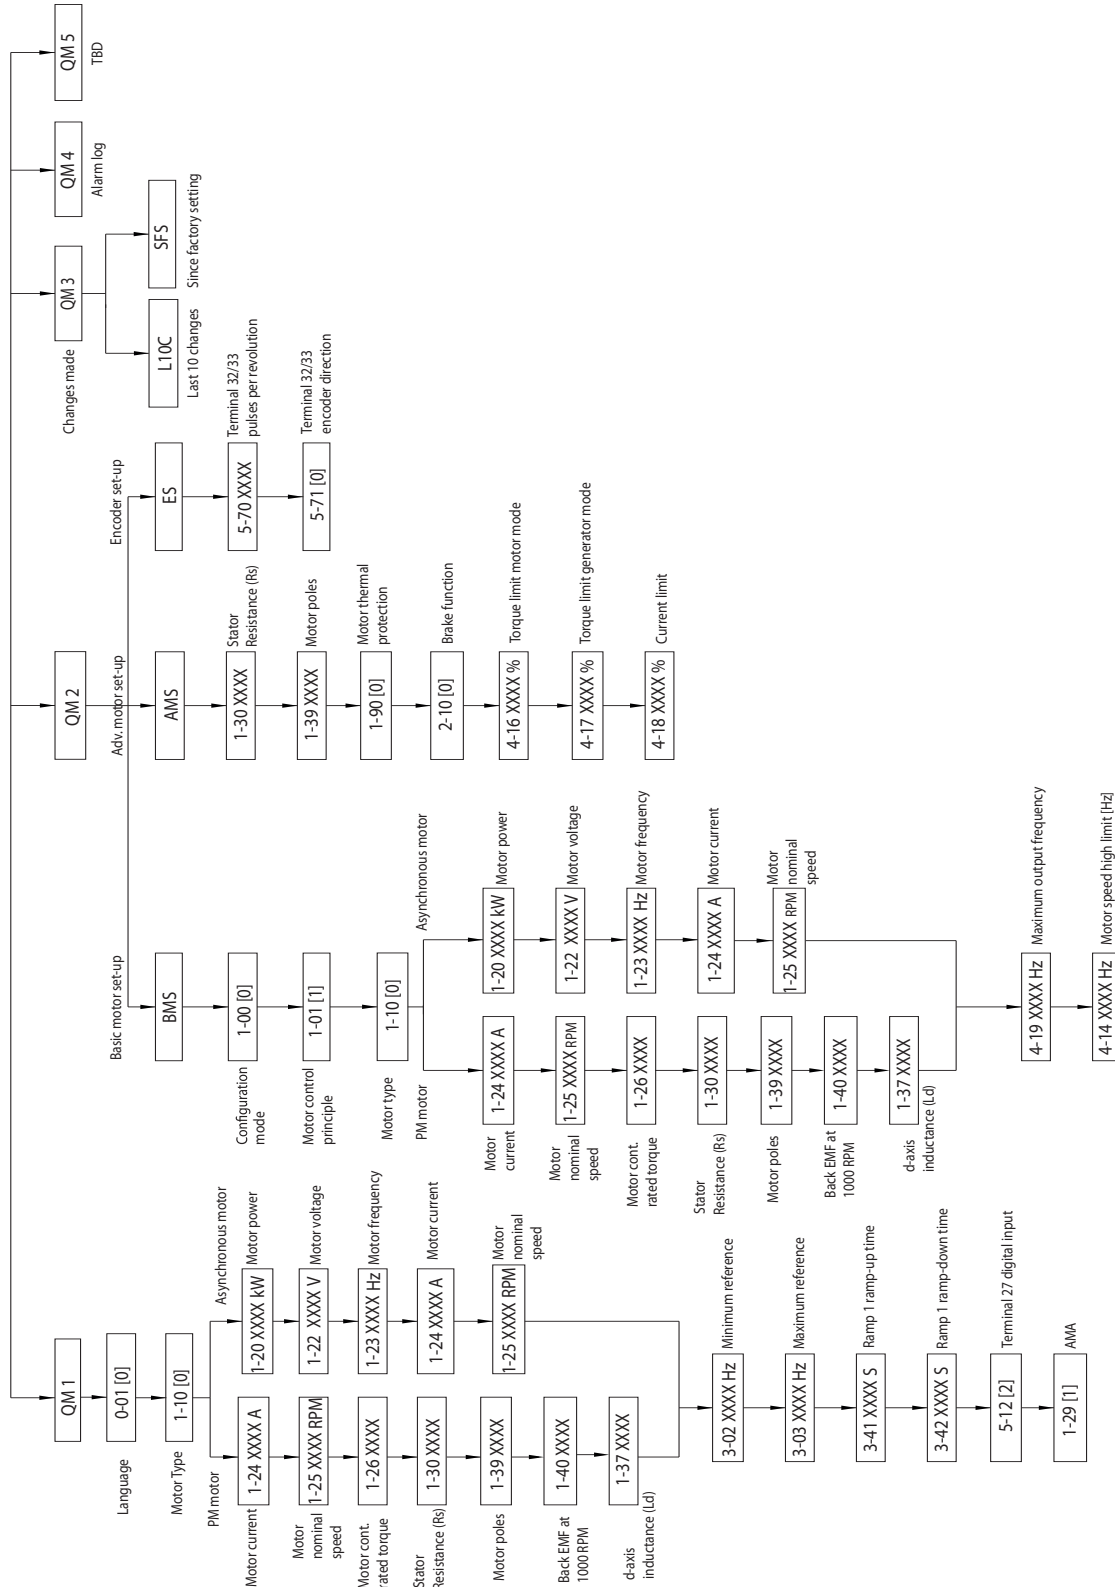 QM 1
0-01 [0]
Language
1-10 [0]
Motor Type
PM motor
1-24 XXXX A
Motor current
1-25 XXXX RPM
Motor
nominal
speed
1-26 XXXX
Motor cont.
rated torque
1-30 XXXX
Stator
Resistance (Rs)
1-39 XXXX
Motor poles
1-40 XXXX
Back EMF at
1000 RPM
1-37 XXXX
d-axis
inductance (Ld)
Asynchronous motor
1-20 XXXX kW
Motor power
1-22 XXXX V
Motor voltage
1-23 XXXX Hz
Motor frequency
1-24 XXXX A
Motor current
1-25 XXXX RPM
Motor
nominal
speed
3-02 XXXX Hz
Minimum reference
3-03 XXXX Hz
Maximum reference
3-41 XXXX S
Ramp 1 ramp-up time
3-42 XXXX S
Ramp 1 ramp-down time
5-12 [2]
Terminal 27 digital input
1-29 [1]
AMA
QM 2
Basic motor set-up
BMS
1-00 [0]
Configuration
mode
1-01 [1]
Motor control
principle
1-10 [0]
Motor type
PM motor
1-24 XXXX A
Motor
current
1-25 XXXX RPM
Motor
nominal
speed
1-26 XXXX
Motor cont.
rated torque
1-30 XXXX
Stator
Resistance (Rs)
1-39 XXXX
Motor poles
1-40 XXXX
Back EMF at
1000 RPM
1-37 XXXX
d-axis
inductance (Ld)
Asynchronous motor
1-20 XXXX kW
Motor power
1-22 XXXX V
Motor voltage
1-23 XXXX Hz
Motor frequency
1-24 XXXX A
Motor current
1-25 XXXX RPM
Motor
nominal
speed
4-19 XXXX Hz
Maximum output frequency
4-14 XXXX Hz
Motor speed high limit [Hz]
Adv. motor set-up
AMS
1-30 XXXX
Stator
Resistance (Rs)
1-39 XXXX
Motor poles
1-90 [0]
Motor thermal
protection
2-10 [0]
Brake function
4-16 XXXX %
Torque limit motor mode
4-17 XXXX %
Torque limit generator mode
4-18 XXXX %
Current limit
Encoder set-up
ES
5-70 XXXX
Terminal 32/33
pulses per revolution
5-71 [0]
Terminal 32/33
encoder direction
QM 3
Changes made
L10C
Last 10 changes
SFS
Since factory setting
QM 4
Alarm log
QM 5
TBD